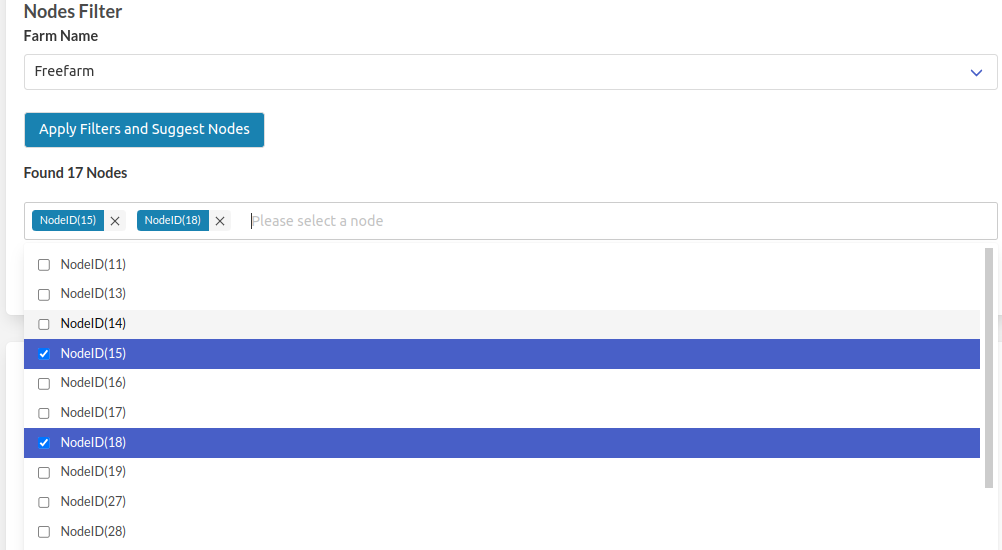 Nodes Filter
Farm Name
Freefarm
Apply Filters and Suggest Nodes
Found 17 Nodes
NodeID(15) × NodeID(18) × Please select a node
NodeID(11)
NodeID(13)
NodeID(14)
NodeID(15)
NodeID(16)
NodeID(17)
NodeID(18)
NodeID(19)
NodeID(27)
NodeID(28)